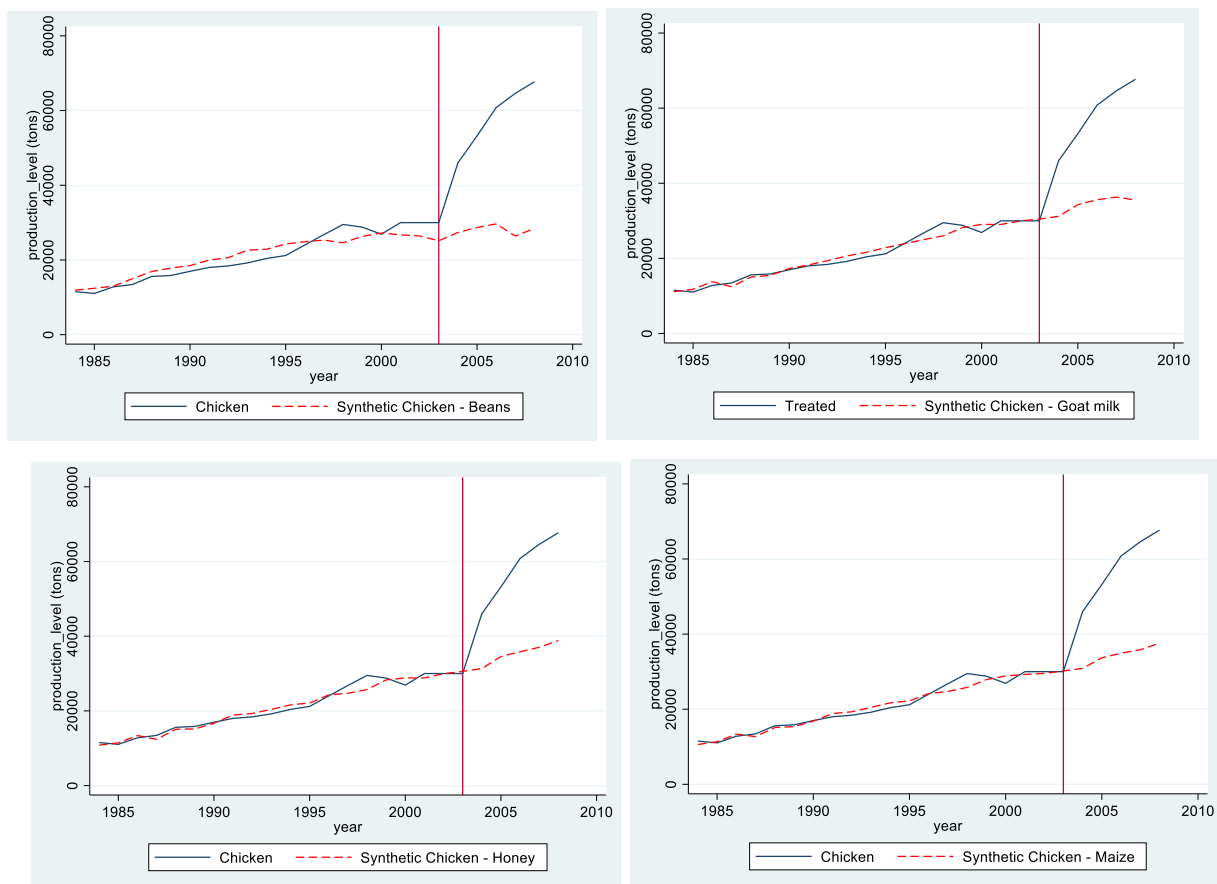 production_level (tons)
80000
60000
40000
20000
0
1985 1990 1995 2000 2005 2010
year
Chicken Synthetic Chicken - Beans
production_level (tons)
80000
60000
40000
20000
0
1985 1990 1995 2000 2005 2010
year
Treated Synthetic Chicken - Goat milk
production_level (tons)
80000
60000
40000
20000
0
1985 1990 1995 2000 2005 2010
year
Chicken Synthetic Chicken - Honey
production_level (tons)
80000
60000
40000
20000
0
1985 1990 1995 2000 2005 2010
year
Chicken Synthetic Chicken - Maize